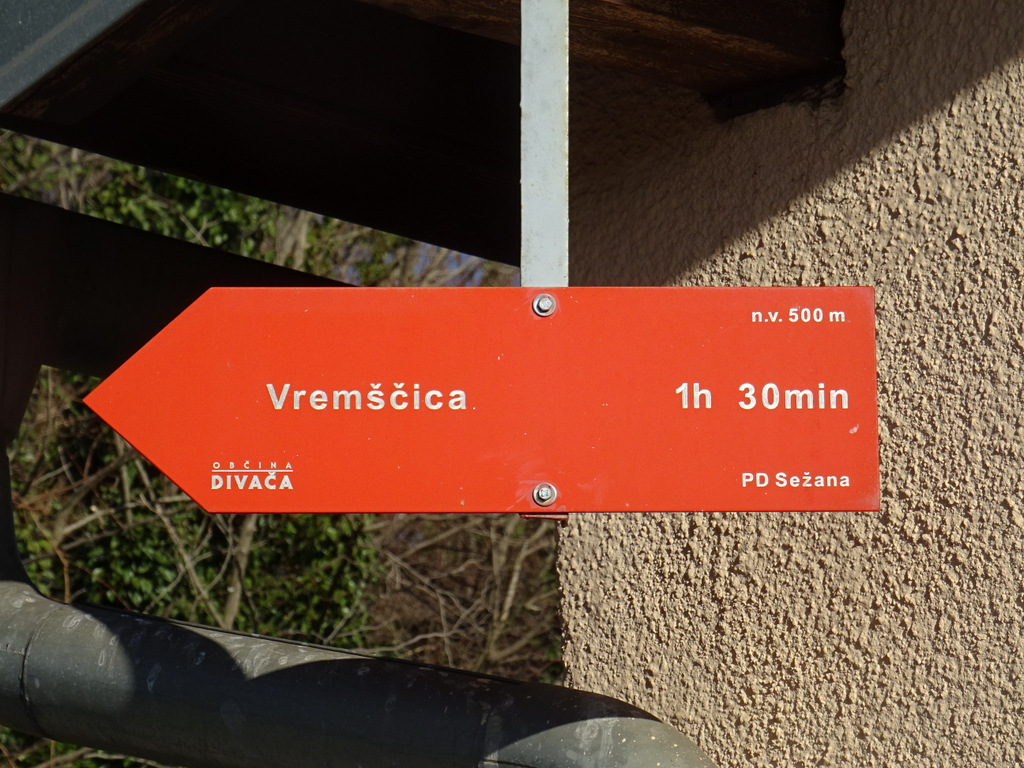 n.v. 500 m
Vremščica 1h 30min
OBČINA
DIVAČA
PD Sežana